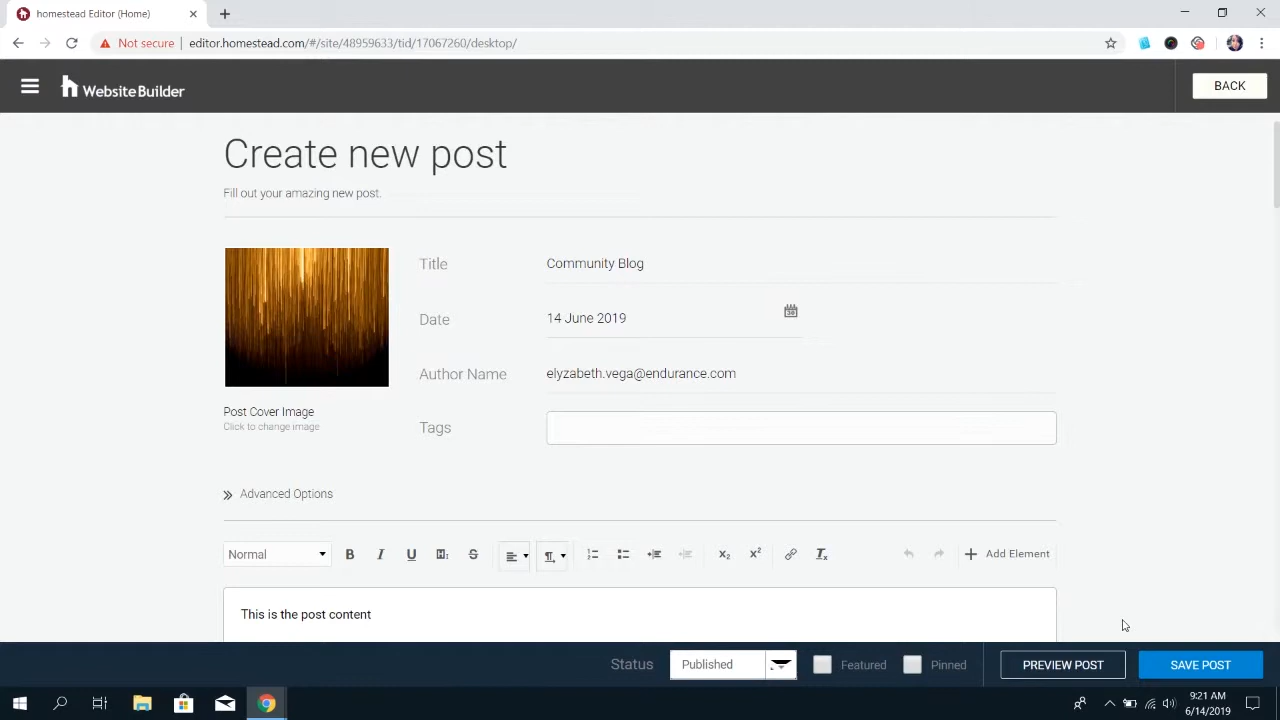 homestead Editor (Home)
Not secure editor.homestead.com/#/site/48959633/tid/17067260/desktop/
h WebsiteBuilder BACK
Create new post
Fill out your amazing new post.
Title Community Blog
Date 14 June 2019
Author Name elyzabeth.vega@endurance.com
Post Cover Image
Click to change image
Tags
Advanced Options
Normal Add Element
This is the post content
Status Published Featured Pinned PREVIEW POST SAVE POST
9:21 AM
6/14/2019